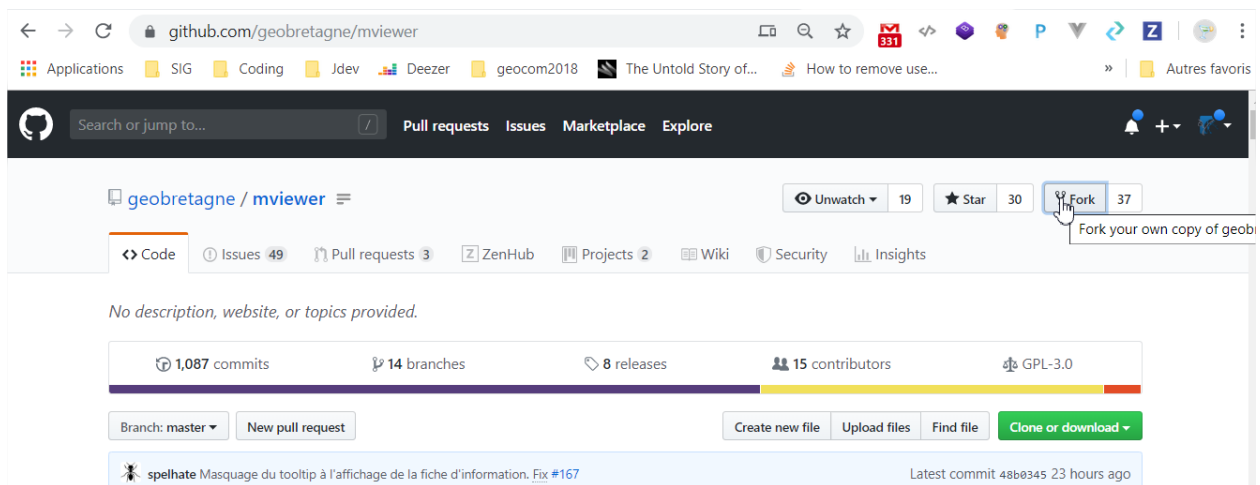 github.com/geobretagne/mviewer 331 </> P Z
Applications SIG Coding Jdev Deezer geocom2018 The Untold Story of... How to remove use... » Autres favoris
Search or jump to... / Pull requests Issues Marketplace Explore
geobretagne / mviewer Unwatch 19 Star 30 Fork 37
Fork your own copy of geobr
Code Issues 49 Pull requests 3 ZenHub Projects 2 Wiki Security Insights
No description, website, or topics provided.
1,087 commits 14 branches 8 releases 15 contributors GPL-3.0
Branch: master New pull request Create new file Upload files Find file Clone or download
spelhate Masquage du tooltip à l'affichage de la fiche d'information. Fix #167 Latest commit 48b0345 23 hours ago